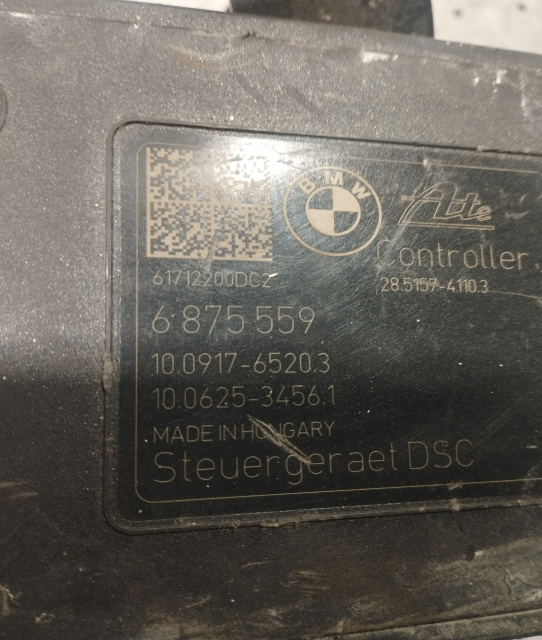 BMW
Ate
Controller
28.5157-4110.3
61712200DC2
6 875 559
10.0917-6520.3
10.0625-3456.1
MADE IN HUNGARY
Steuergeraet DSC